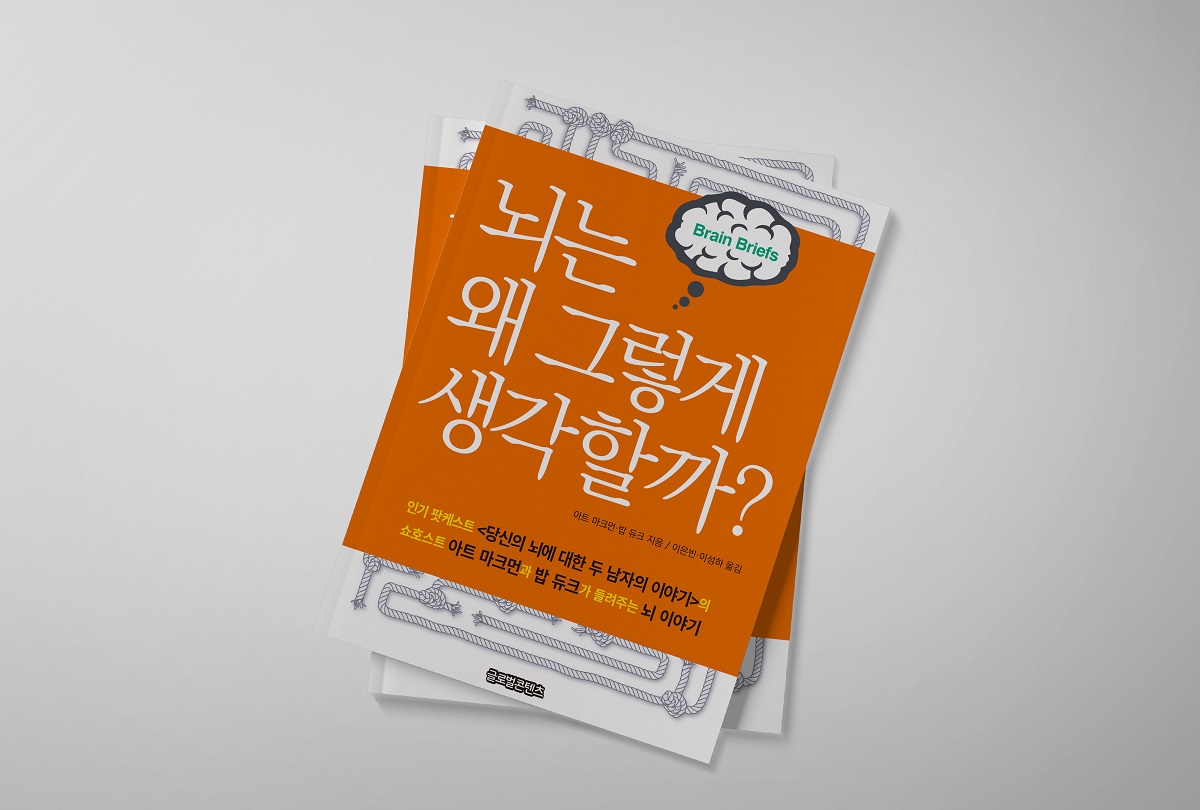 Brain Briefs
뇌는
왜 그렇게
생각할까?
아트 마크먼·밥 듀크 지음 / 이은빈·이성하 옮김
인기 팟케스트 <당신의 뇌에 대한 두 남자의 이야기>의
쇼호스트 아트 마크먼과 밥 듀크가 들려주는 뇌 이야기
글로벌콘텐츠